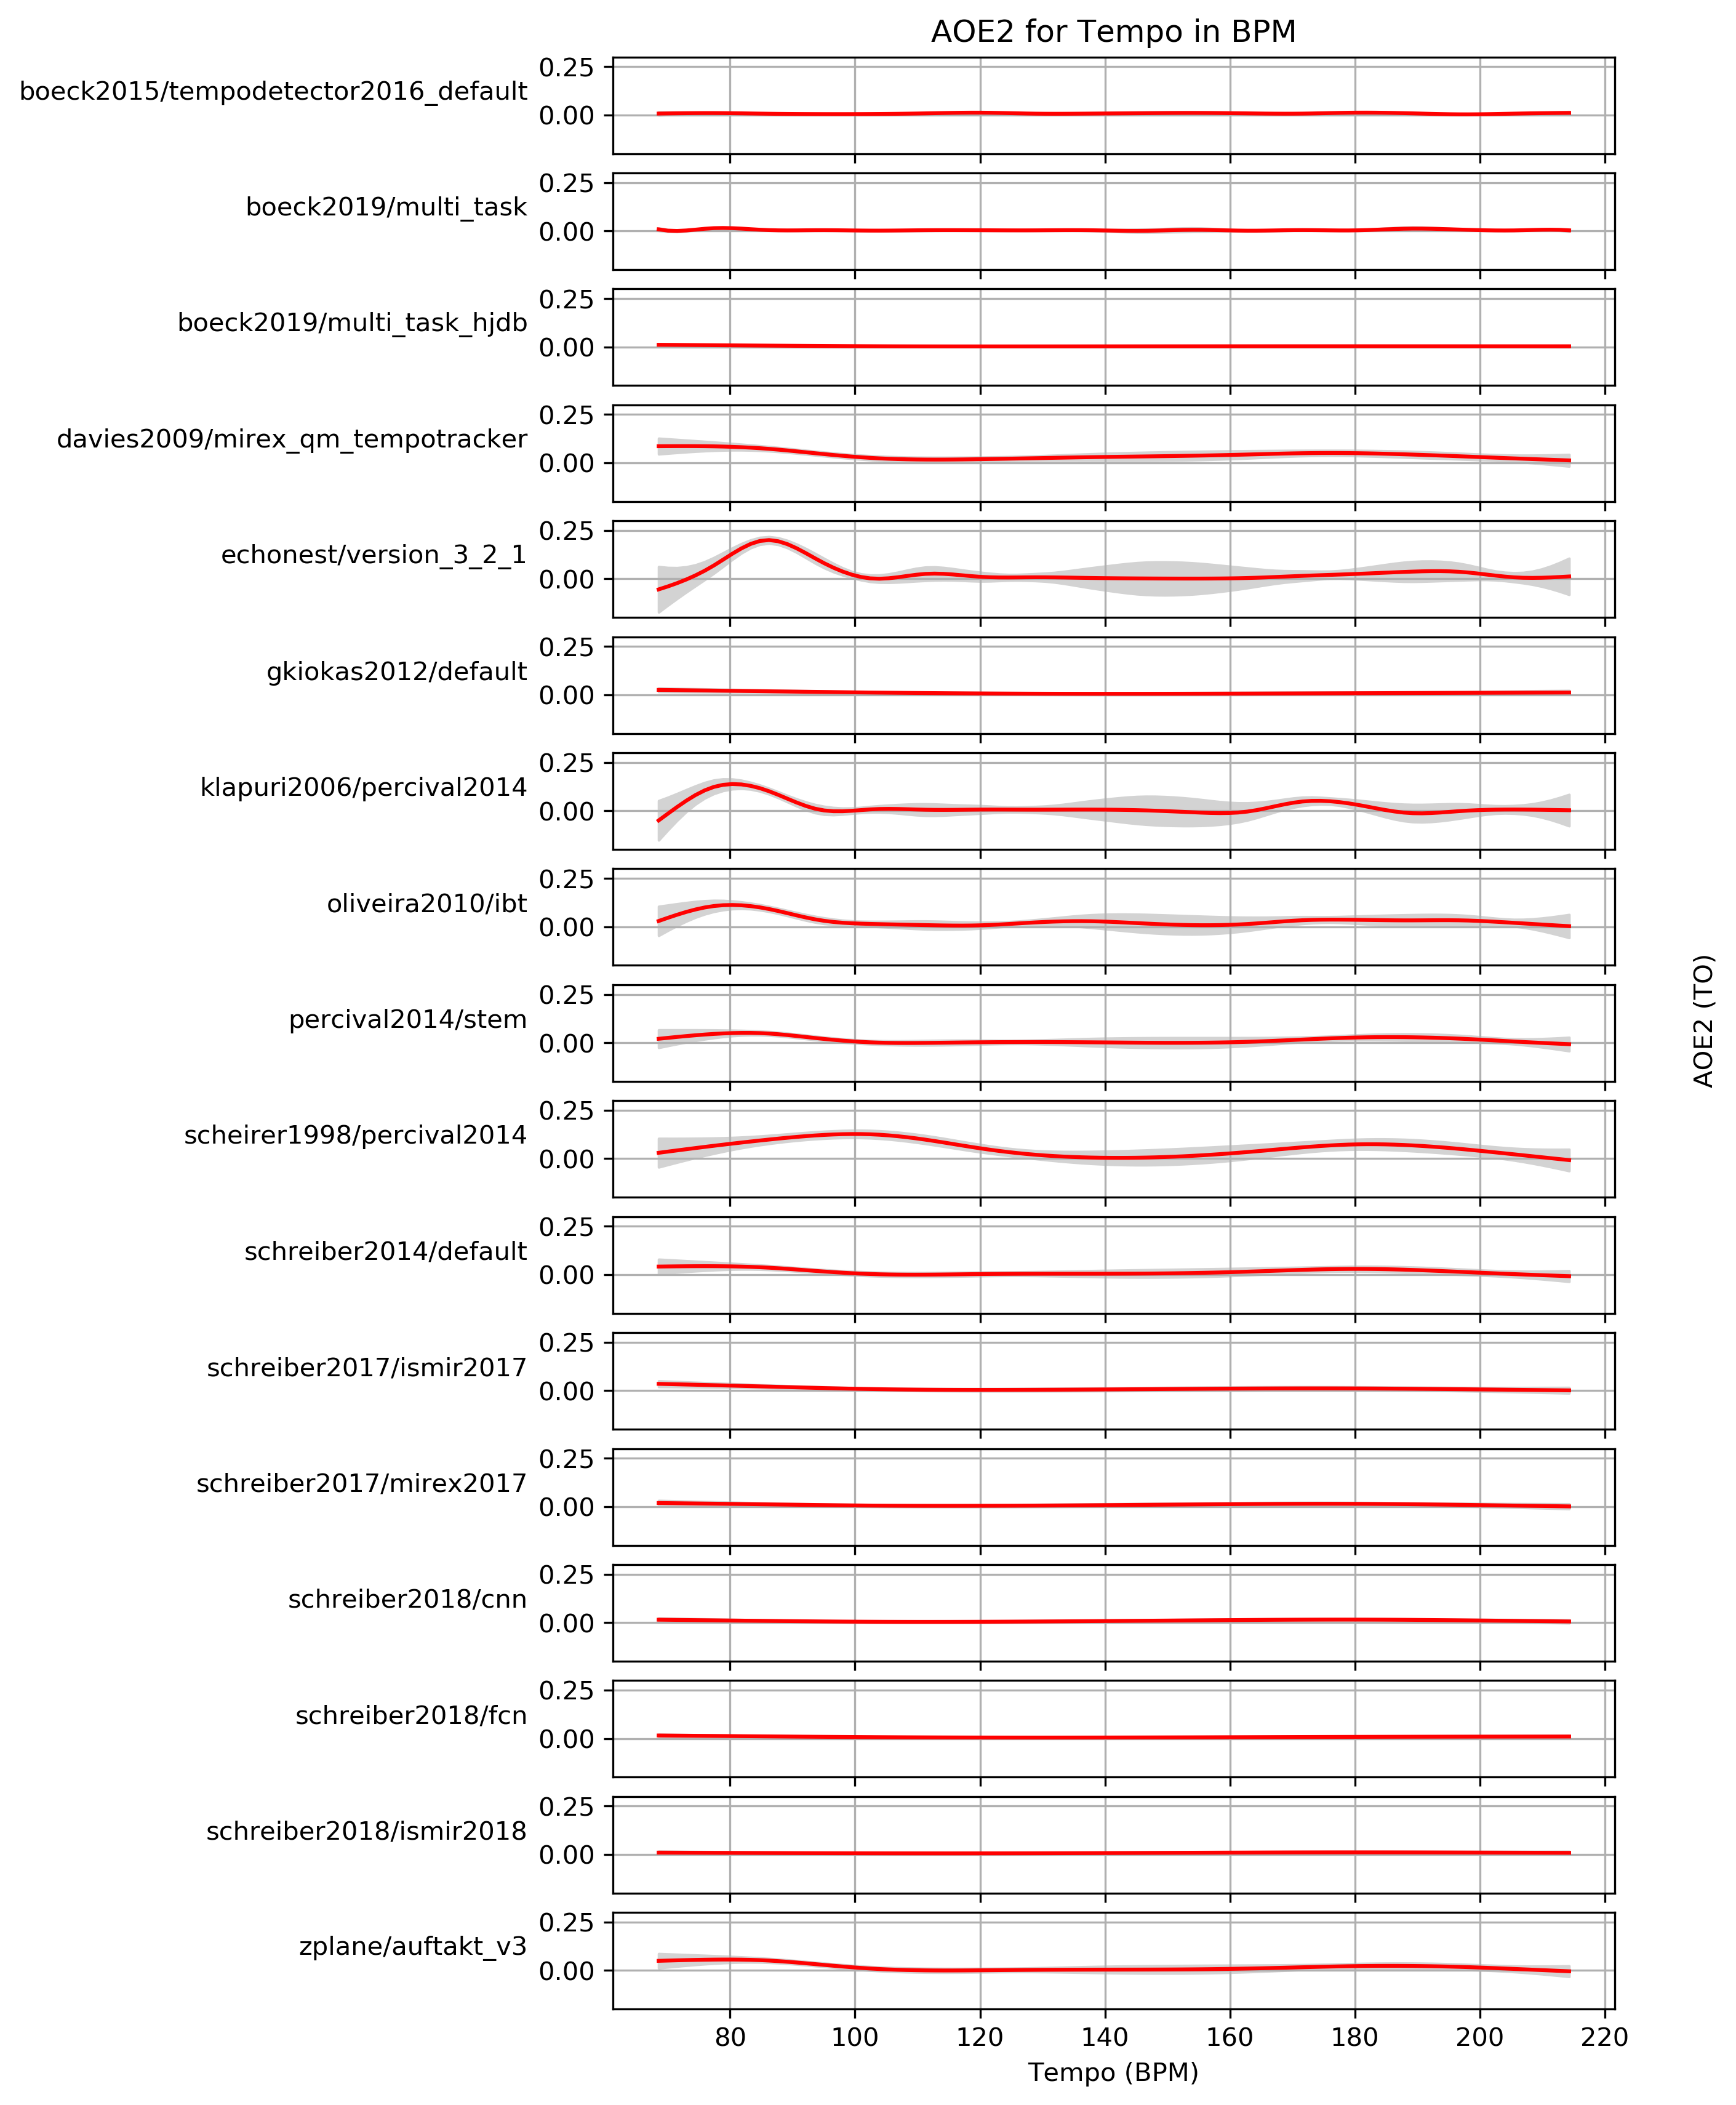 AOE2 for Tempo in BPM
boeck2015/tempodetector2016_default
0.25
0.00
boeck2019/multi_task
0.25
0.00
boeck2019/multi_task_hjdb
0.25
0.00
davies2009/mirex_qm_tempotracker
0.25
0.00
echonest/version_3_2_1
0.25
0.00
gkiokas2012/default
0.25
0.00
klapuri2006/percival2014
0.25
0.00
oliveira2010/ibt
0.25
0.00
percival2014/stem
0.25
0.00
scheirer1998/percival2014
0.25
0.00
schreiber2014/default
0.25
0.00
schreiber2017/ismir2017
0.25
0.00
schreiber2017/mirex2017
0.25
0.00
schreiber2018/cnn
0.25
0.00
schreiber2018/fcn
0.25
0.00
schreiber2018/ismir2018
0.25
0.00
zplane/auftakt_v3
0.25
0.00
80 100 120 140 160 180 200 220
Tempo (BPM)
AOE2 (TO)